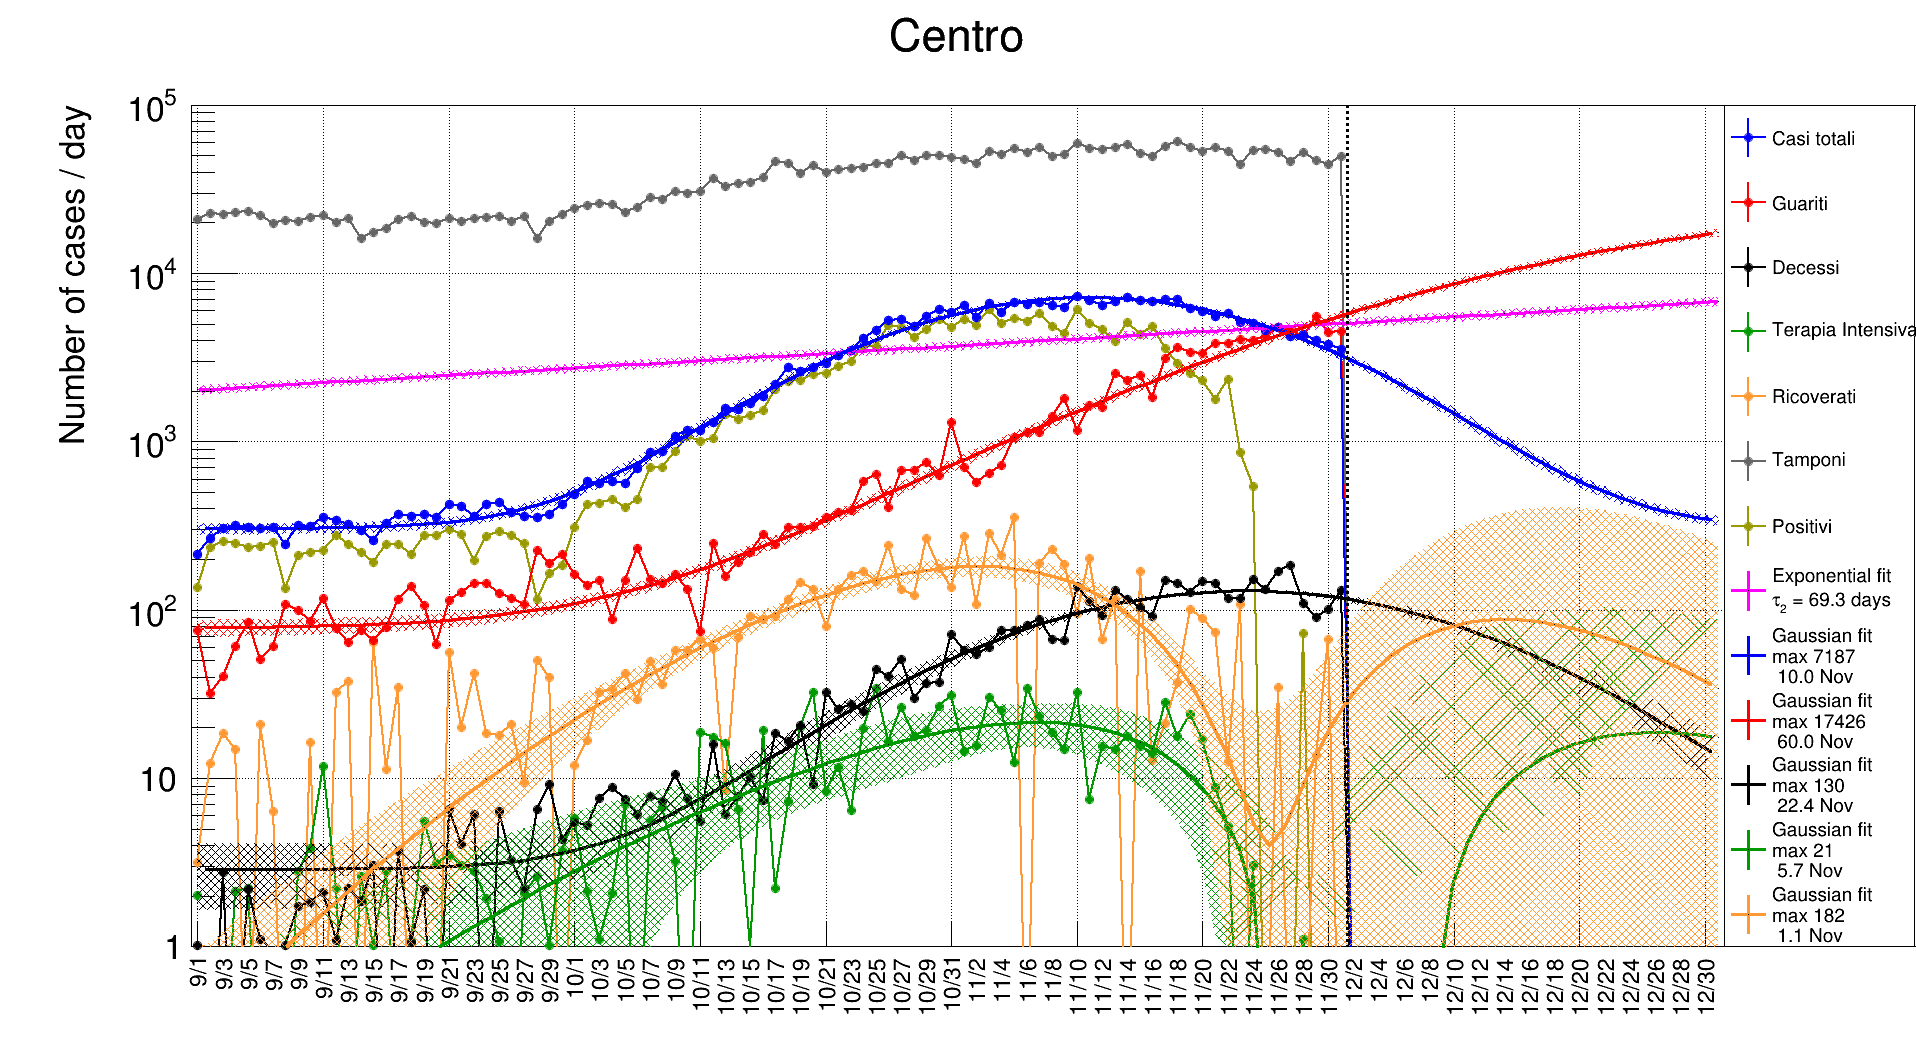 Centro
Number of cases / day
10^5
10^4
10^3
10^2
10
1
9/1 9/3 9/5 9/7 9/9 9/11 9/13 9/15 9/17 9/19 9/21 9/23 9/25 9/27 9/29 10/1 10/3 10/5 10/7 10/9 10/11 10/13 10/15 10/17 10/19 10/21 10/23 10/25 10/27 10/29 10/31 11/2 11/4 11/6 11/8 11/10 11/12 11/14 11/16 11/18 11/20 11/22 11/24 11/26 11/28 11/30 12/2 12/4 12/6 12/8 12/10 12/12 12/14 12/16 12/18 12/20 12/22 12/24 12/26 12/28 12/30
Casi totali
Guariti
Decessi
Terapia Intensiva
Ricoverati
Tamponi
Positivi
Exponential fit
τ2 = 69.3 days
Gaussian fit
max 7187
10.0 Nov
Gaussian fit
max 17426
60.0 Nov
Gaussian fit
max 130
22.4 Nov
Gaussian fit
max 21
5.7 Nov
Gaussian fit
max 182
1.1 Nov